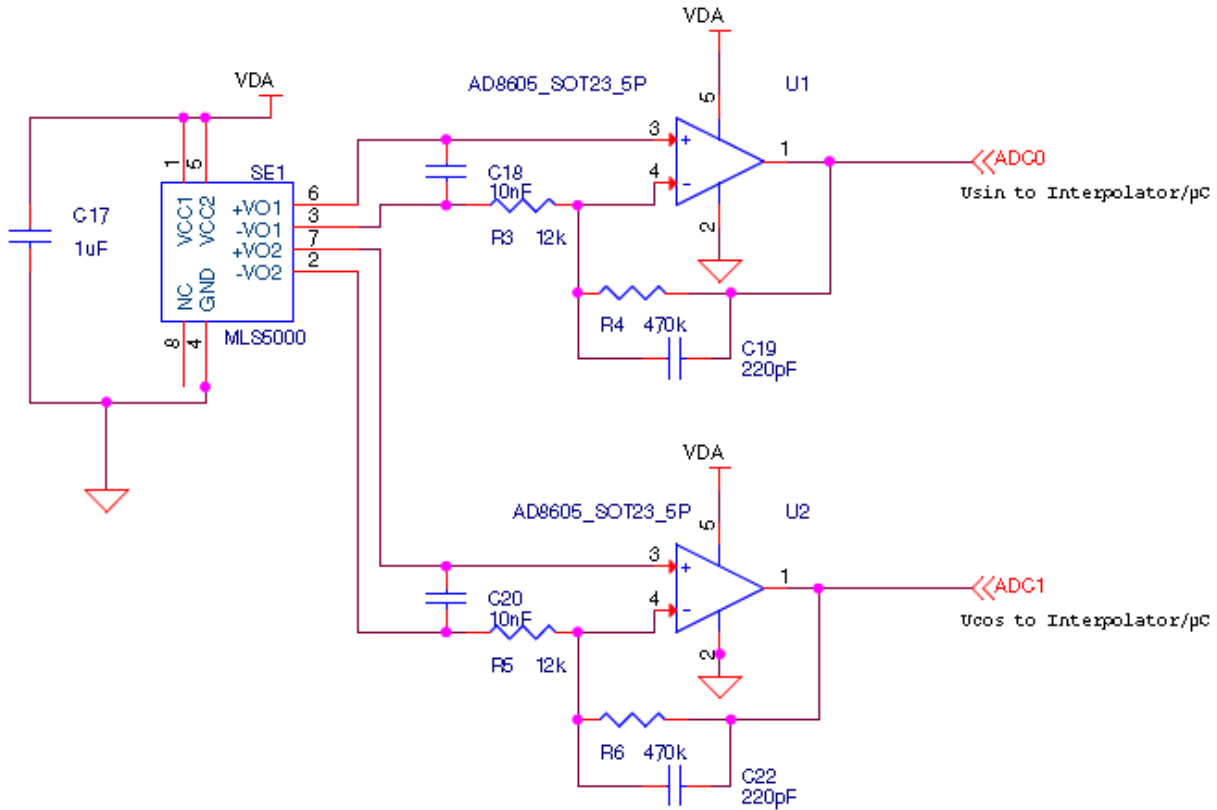 VDA
AD8605_SOT23_5P
U1
VDA
5
3
+
1
ADC0
4
-
2
Usin to Interpolator/µC
1
5
SE1
C18
10nF
C17
1uF
VCC1
VCC2
+VO1
6
-VO1
3
+VO2
7
-VO2
2
R3 12k
NC
GND
8
4
MLS5000
R4 470k
C19
220pF
VDA
AD8605_SOT23_5P
U2
5
3
+
1
ADC1
4
-
2
Ucos to Interpolator/µC
C20
10nF
R5 12k
R6 470k
C22
220pF